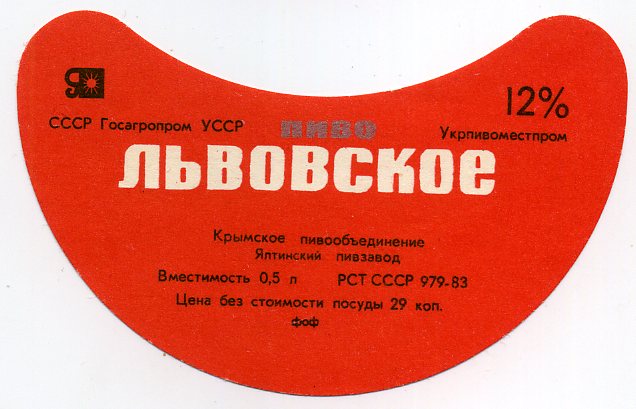 12%
СССР Госагропром УССР
Укрпивоместпром
пиво
ЛЬВОВСКОЕ
Крымское пивообъединение
Ялтинский пивзавод
Вместимость 0,5 л РСТ СССР 979-83
Цена без стоимости посуды 29 коп.
фоф